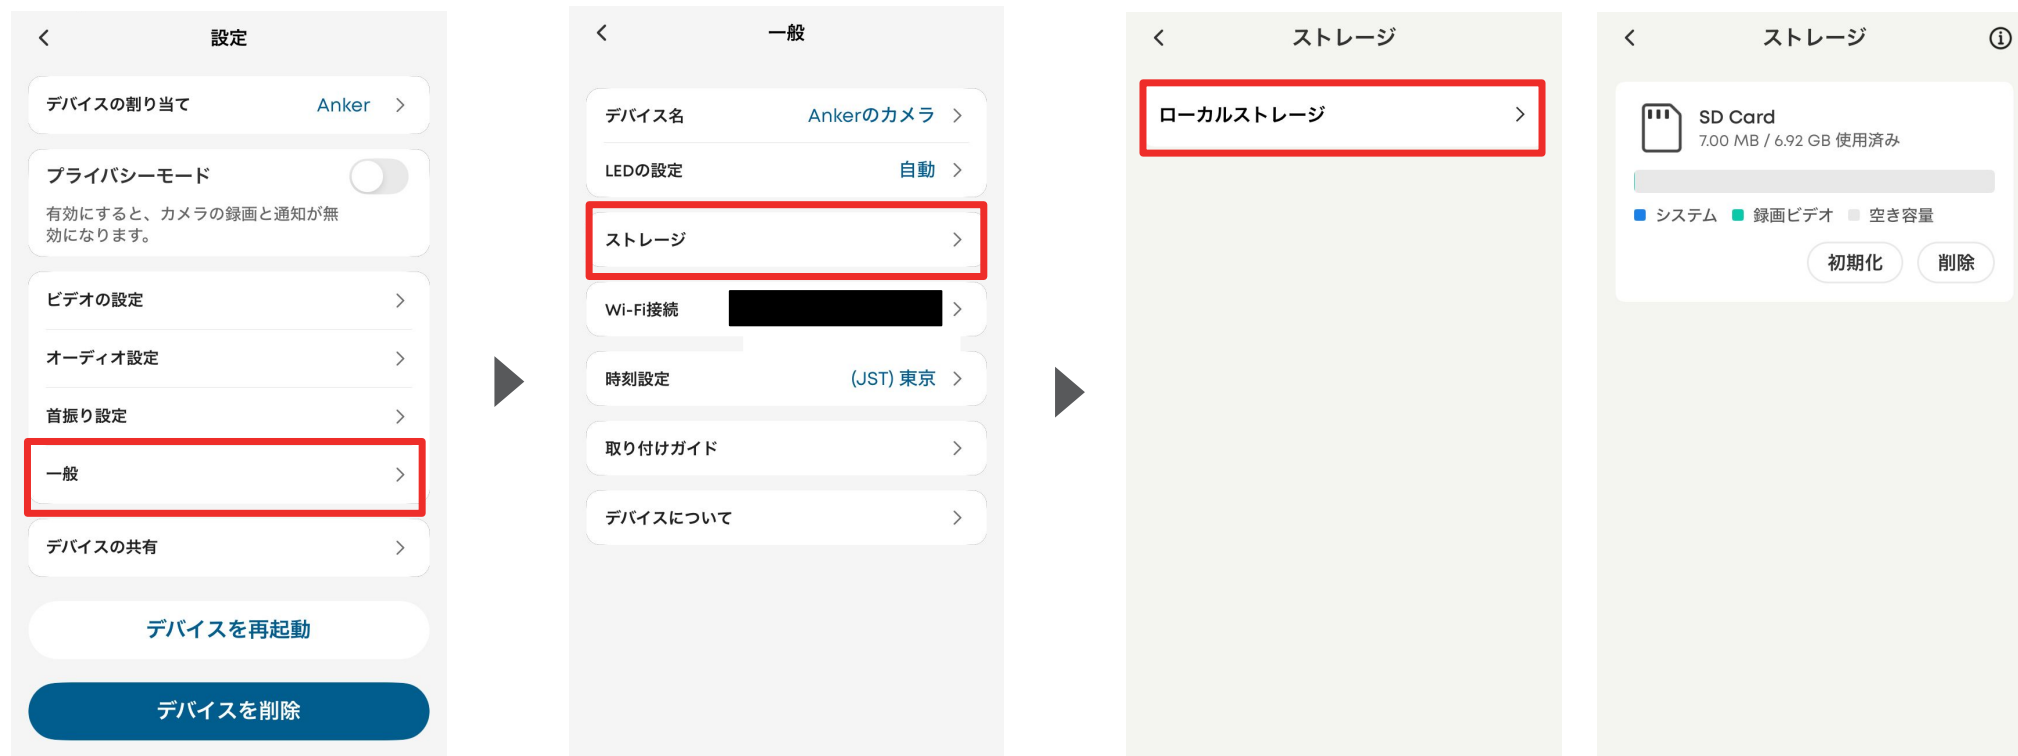 設定
デバイスの割り当て Anker
プライバシーモード
有効にすると、カメラの録画と通知が無
効になります。
ビデオの設定
オーディオ設定
首振り設定
一般
デバイスの共有
デバイスを再起動
デバイスを削除
一般
デバイス名 Ankerのカメラ
LEDの設定 自動
ストレージ
Wi-Fi接続
時刻設定 (JST) 東京
取り付けガイド
デバイスについて
ストレージ
ローカルストレージ
ストレージ
SD Card
7.00 MB / 6.92 GB 使用済み
システム 録画ビデオ 空き容量
初期化 削除